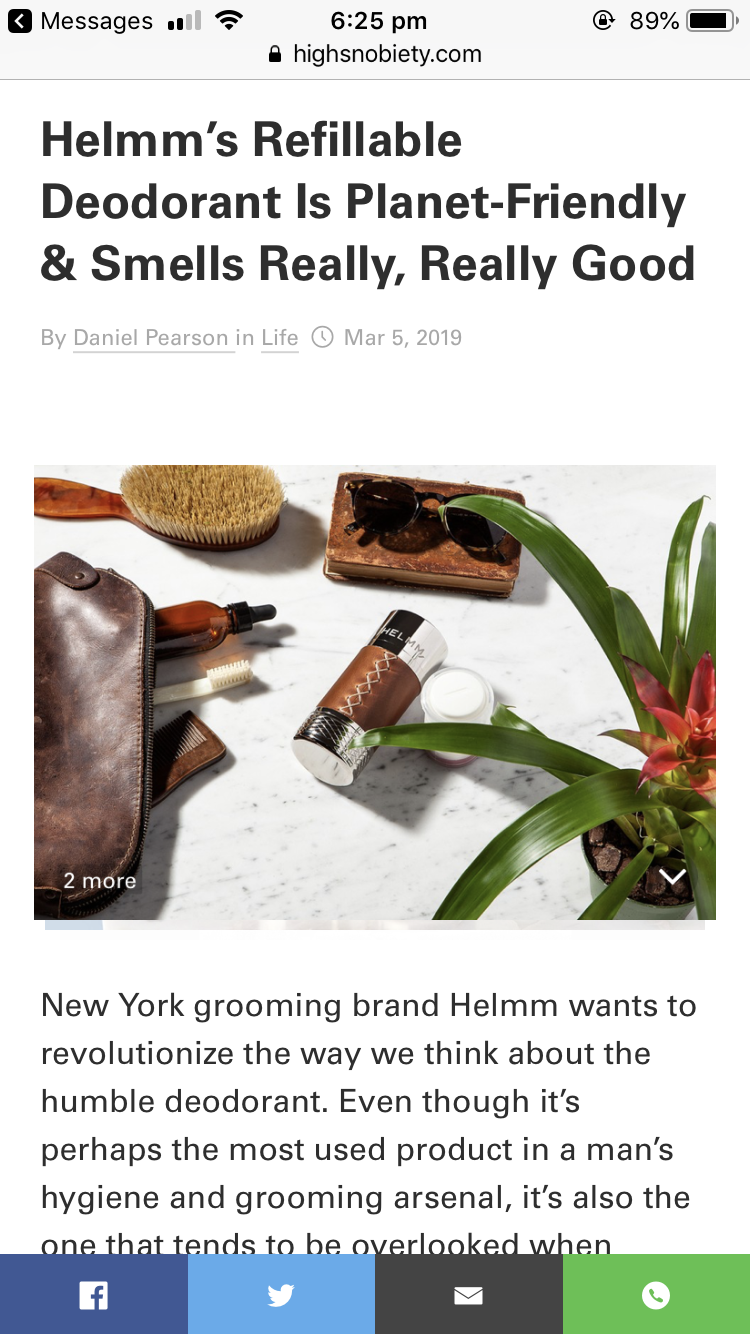 Messages 6:25 pm 89%
highsnobiety.com
Helmm’s Refillable
Deodorant Is Planet-Friendly
& Smells Really, Really Good
By Daniel Pearson in Life Mar 5, 2019
HELMM
2 more
New York grooming brand Helmm wants to
revolutionize the way we think about the
humble deodorant. Even though it’s
perhaps the most used product in a man’s
hygiene and grooming arsenal, it’s also the
one that tends to be overlooked when